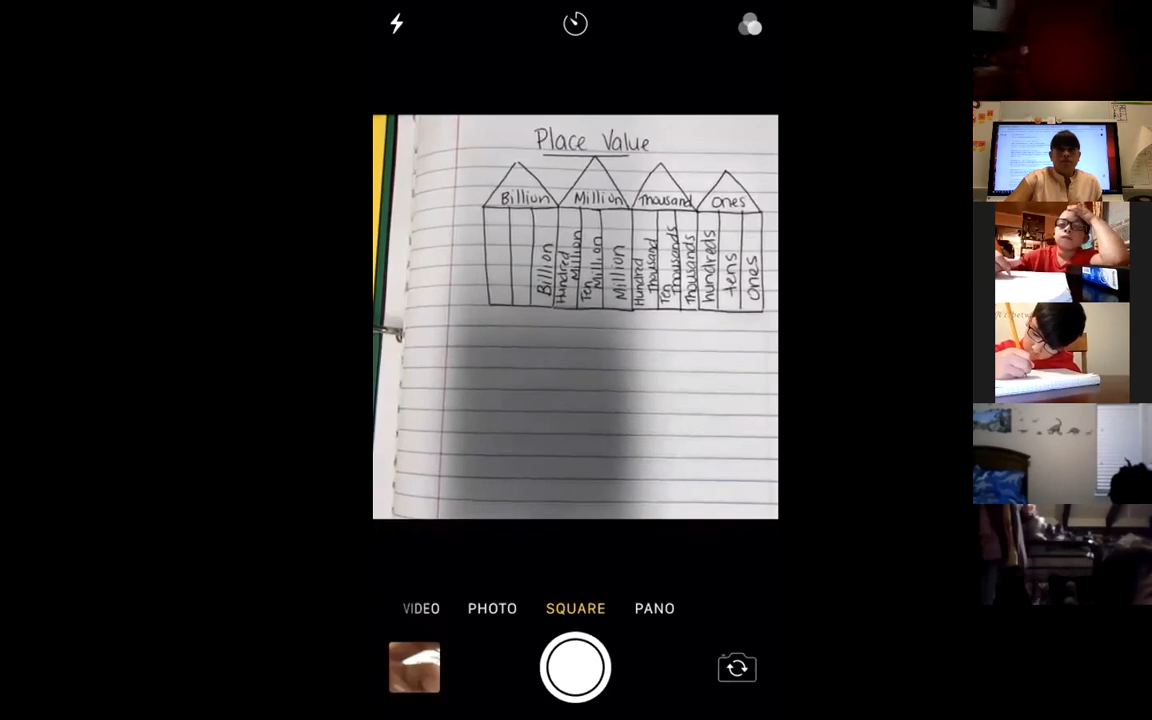 Place Value
Billion Million Thousand Ones
Billion
Hundred Million
Ten Million
Million
Hundred Thousand
Ten Thousands
Thousands
hundreds
tens
ones
VIDEO PHOTO SQUARE PANO